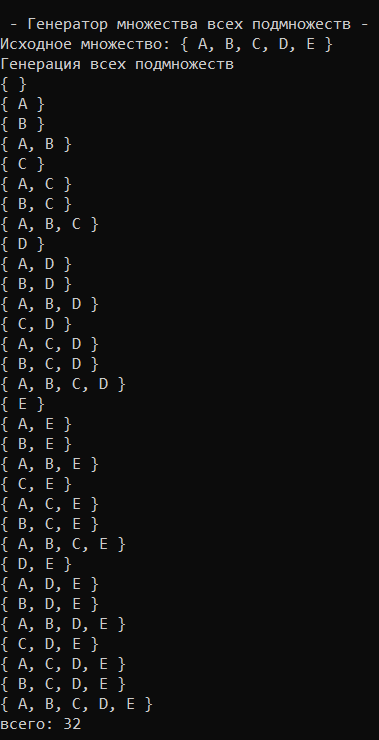 - Генератор множества всех подмножеств -
Исходное множество: { A, B, C, D, E }
Генерация всех подмножеств
{ }
{ A }
{ B }
{ A, B }
{ C }
{ A, C }
{ B, C }
{ A, B, C }
{ D }
{ A, D }
{ B, D }
{ A, B, D }
{ C, D }
{ A, C, D }
{ B, C, D }
{ A, B, C, D }
{ E }
{ A, E }
{ B, E }
{ A, B, E }
{ C, E }
{ A, C, E }
{ B, C, E }
{ A, B, C, E }
{ D, E }
{ A, D, E }
{ B, D, E }
{ A, B, D, E }
{ C, D, E }
{ A, C, D, E }
{ B, C, D, E }
{ A, B, C, D, E }
всего: 32